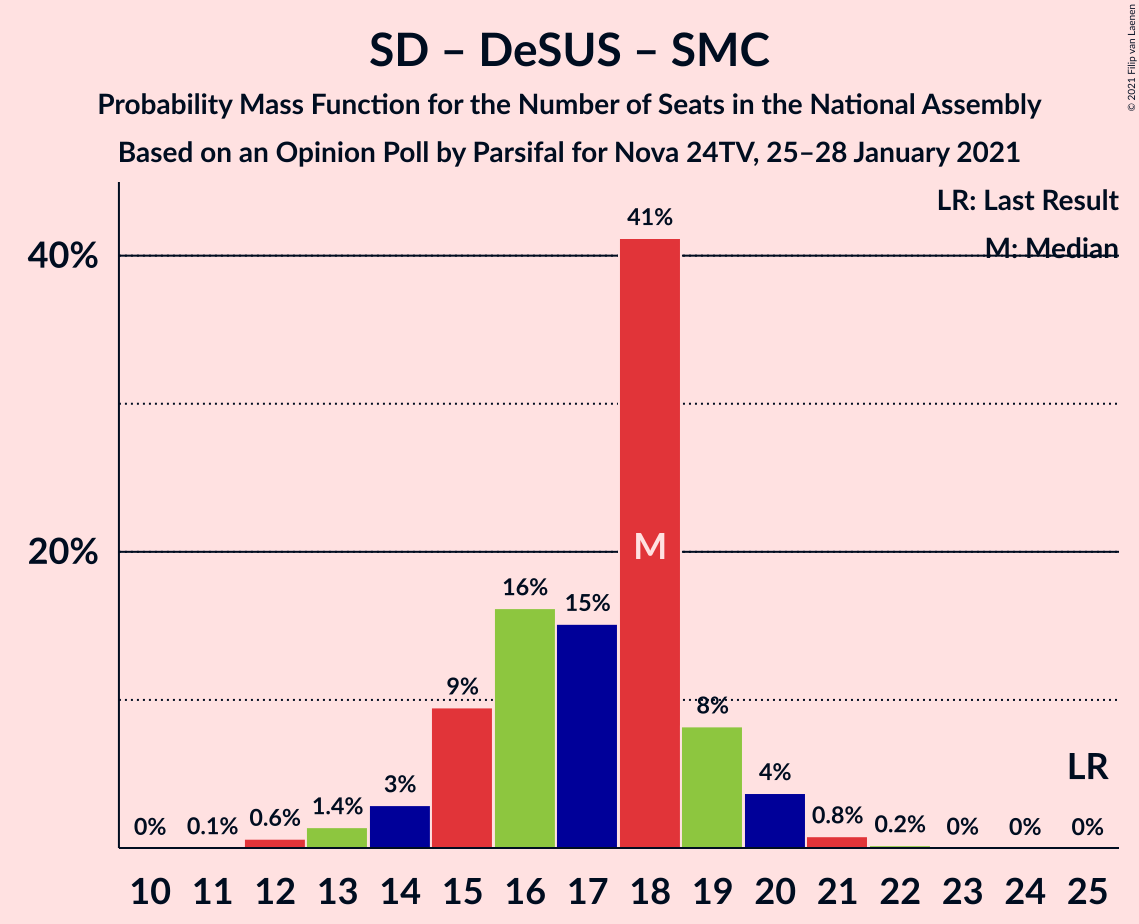 SD – DeSUS – SMC
Probability Mass Function for the Number of Seats in the National Assembly
Based on an Opinion Poll by Parsifal for Nova 24TV, 25–28 January 2021
© 2021 Filip van Laenen
LR: Last Result
M: Median
40%
20%
0%
0.1%
0.6%
1.4%
3%
9%
16%
15%
41%
8%
4%
0.8%
0.2%
0%
0%
0%
M
LR
10 11 12 13 14 15 16 17 18 19 20 21 22 23 24 25